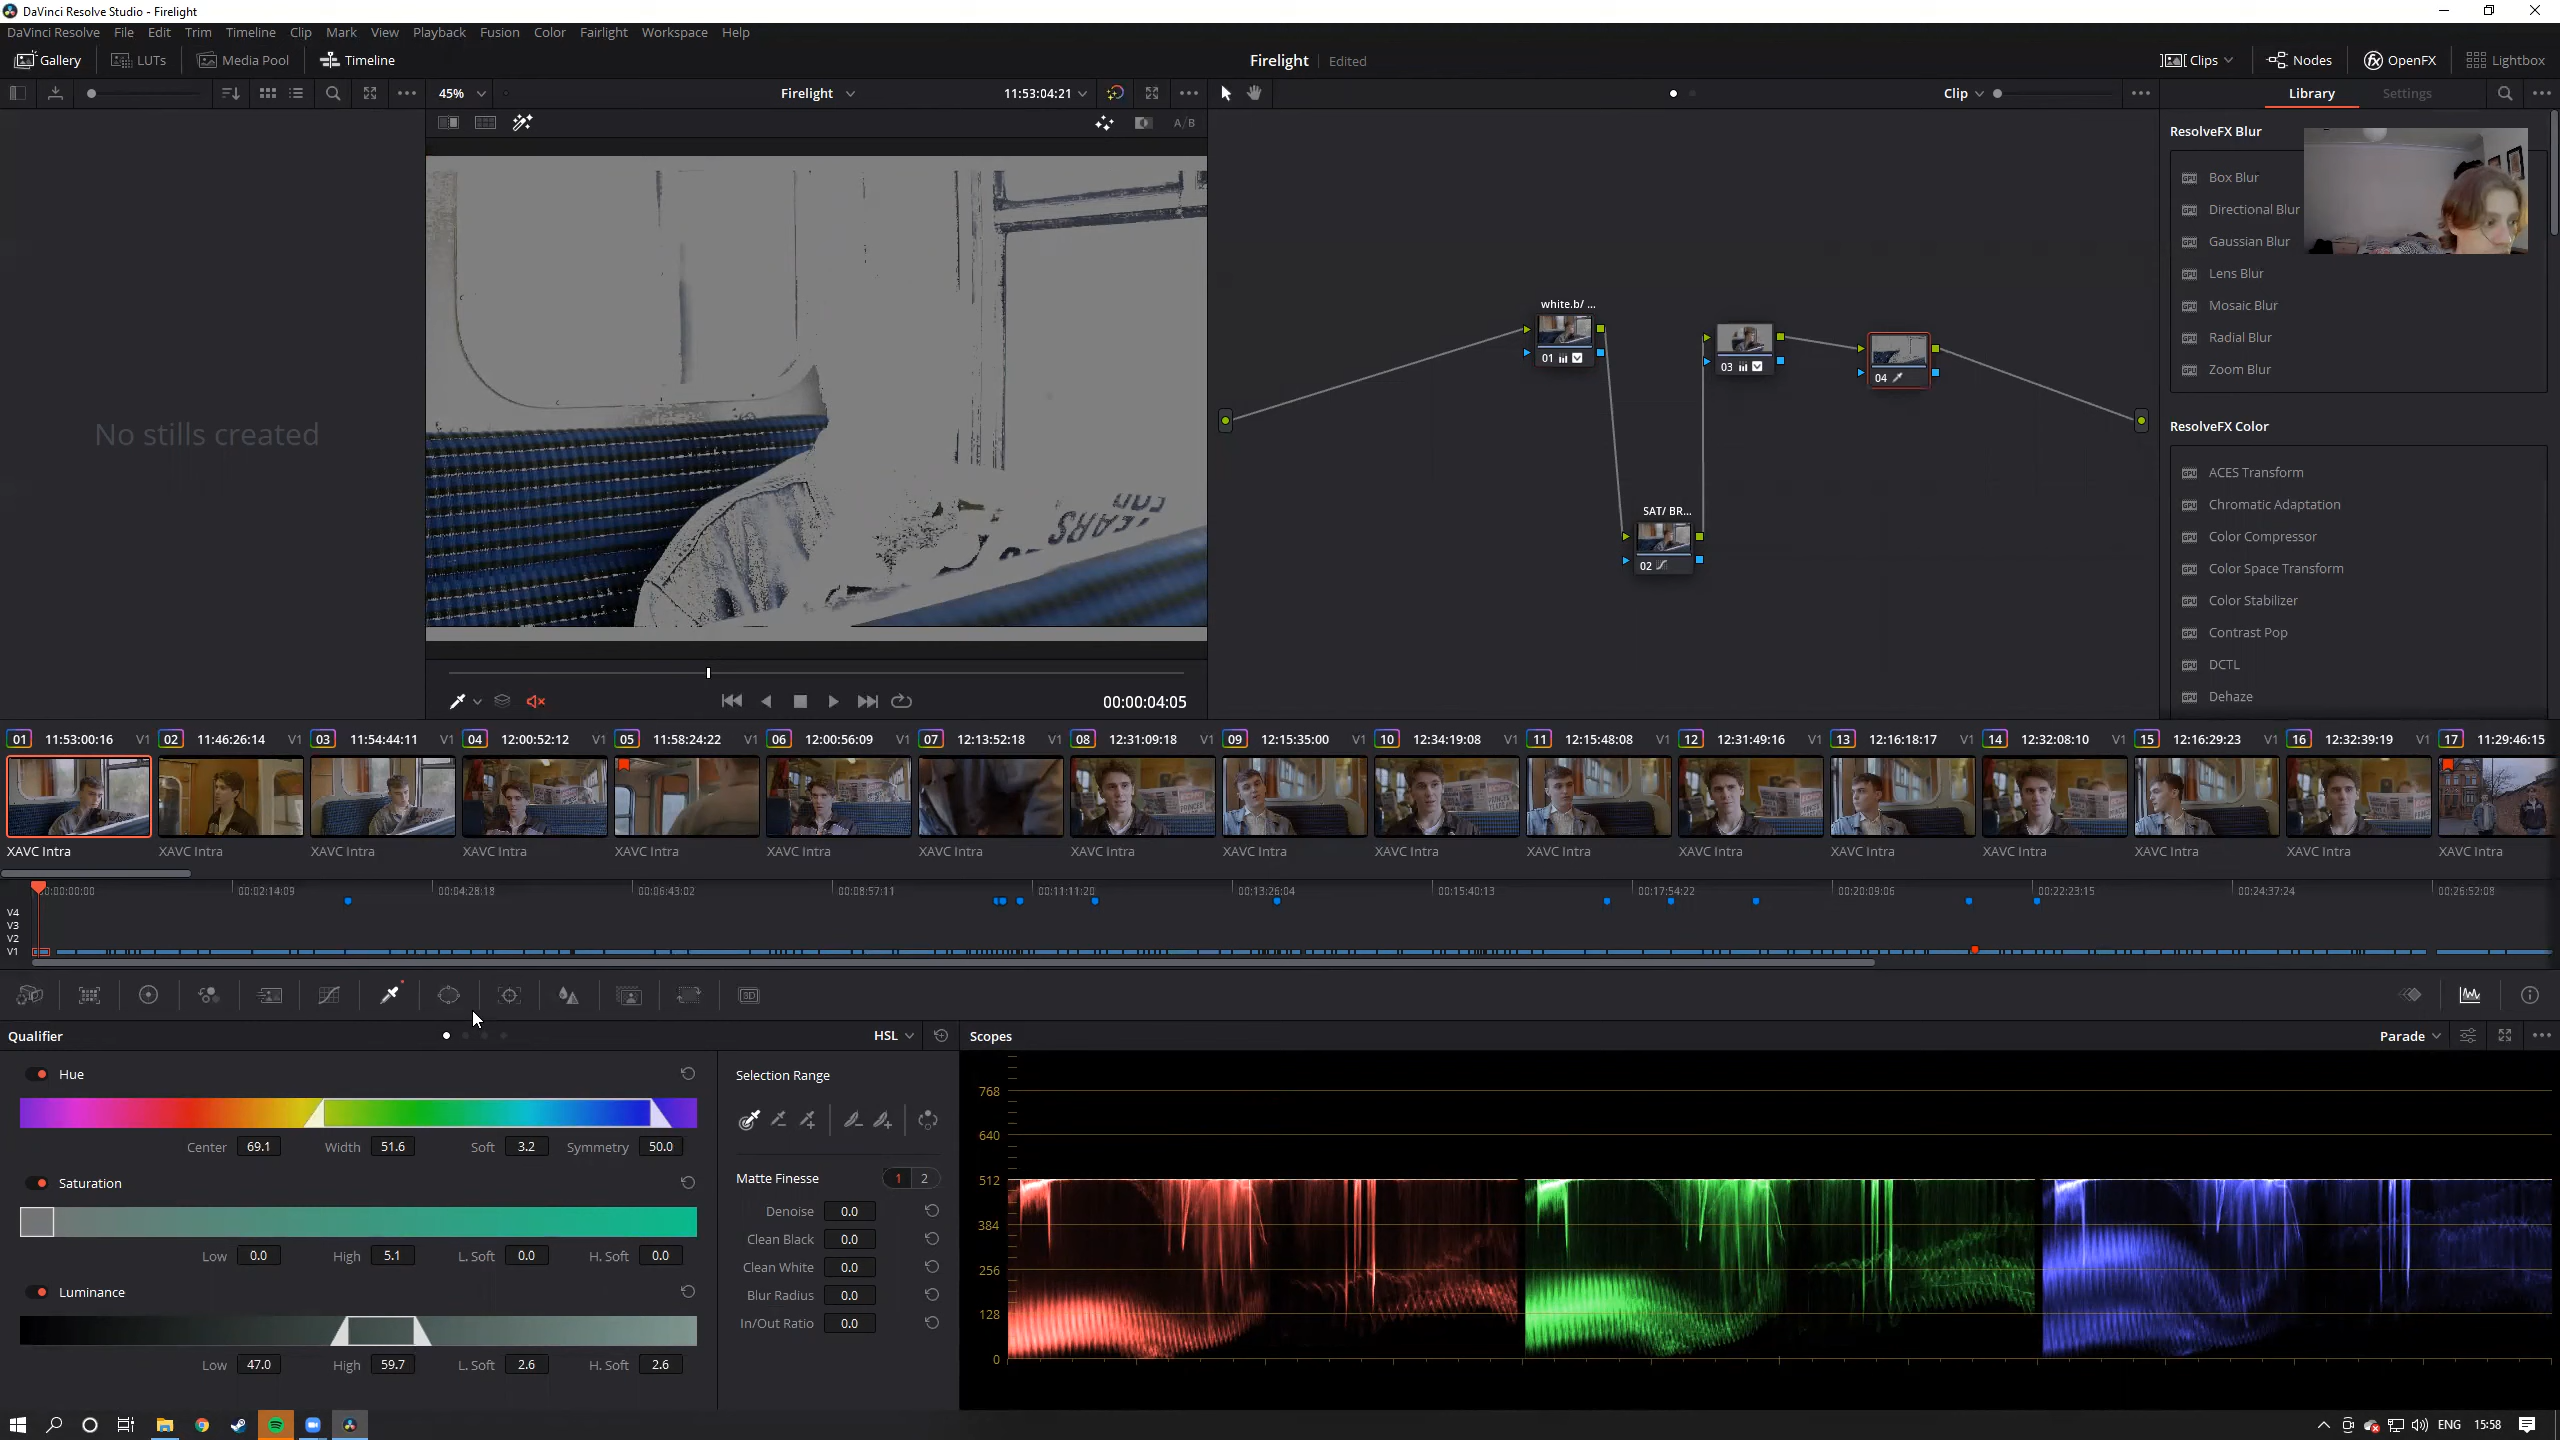 DaVinci Resolve Studio - Firelight
DaVinci Resolve File Edit Trim Timeline Clip Mark View Playback Fusion Color Fairlight Workspace Help
Gallery LUTs Media Pool Timeline Firelight Edited Clips Nodes OpenFX Lightbox
45% Firelight 11:53:04:21 Clip Library Settings
A/B
ResolveFX Blur
Box Blur
Directional Blur
Gaussian Blur
Lens Blur
Mosaic Blur
Radial Blur
Zoom Blur
ResolveFX Color
ACES Transform
Chromatic Adaptation
Color Compressor
Color Space Transform
Color Stabilizer
Contrast Pop
DCTL
Dehaze
No stills created
white.b/ ...
01
03
04
SAT/ BR...
02
00:00:04:05
01 11:53:00:16 V1 02 11:46:26:14 V1 03 11:54:44:11 V1 04 12:00:52:12 V1 05 11:58:24:22 V1 06 12:00:56:09 V1 07 12:13:52:18 V1 08 12:31:09:18 V1 09 12:15:35:00 V1 10 12:34:19:08 V1 11 12:15:48:08 V1 12 12:31:49:16 V1 13 12:16:18:17 V1 14 12:32:08:10 V1 15 12:16:29:23 V1 16 12:32:39:19 V1 17 11:29:46:15
XAVC Intra XAVC Intra XAVC Intra XAVC Intra XAVC Intra XAVC Intra XAVC Intra XAVC Intra XAVC Intra XAVC Intra XAVC Intra XAVC Intra XAVC Intra XAVC Intra XAVC Intra XAVC Intra XAVC Intra
00:00:00:00 00:02:14:09 00:04:28:18 00:06:43:02 00:08:57:11 00:11:11:20 00:13:26:04 00:15:40:13 00:17:54:22 00:20:09:06 00:22:23:15 00:24:37:24 00:26:52:08
V4
V3
V2
V1
3D
Qualifier HSL Scopes Parade
Hue
Center 69.1 Width 51.6 Soft 3.2 Symmetry 50.0
Saturation
Low 0.0 High 5.1 L. Soft 0.0 H. Soft 0.0
Luminance
Low 47.0 High 59.7 L. Soft 2.6 H. Soft 2.6
Selection Range
Matte Finesse 1 2
Denoise 0.0
Clean Black 0.0
Clean White 0.0
Blur Radius 0.0
In/Out Ratio 0.0
768
640
512
384
256
128
0
ENG 15:58